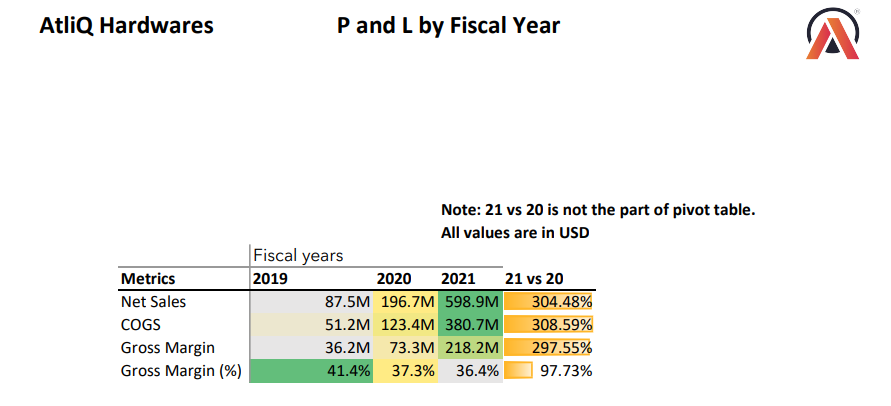 AtliQ Hardwares P and L by Fiscal Year
Note: 21 vs 20 is not the part of pivot table.
All values are in USD
Fiscal years
Metrics 2019 2020 2021 21 vs 20
Net Sales 87.5M 196.7M 598.9M 304.48%
COGS 51.2M 123.4M 380.7M 308.59%
Gross Margin 36.2M 73.3M 218.2M 297.55%
Gross Margin (%) 41.4% 37.3% 36.4% 97.73%